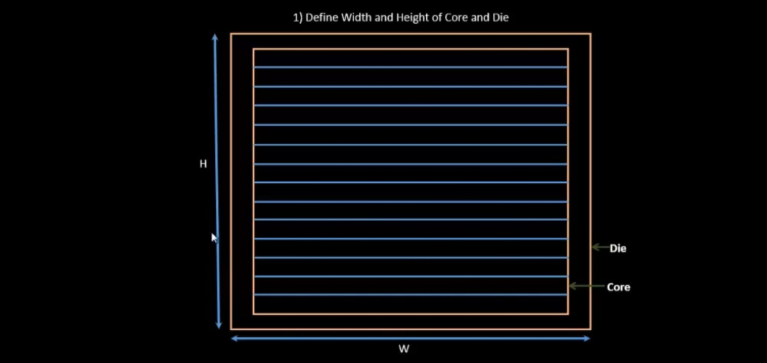 1) Define Width and Height of Core and Die
H
Die
Core
W